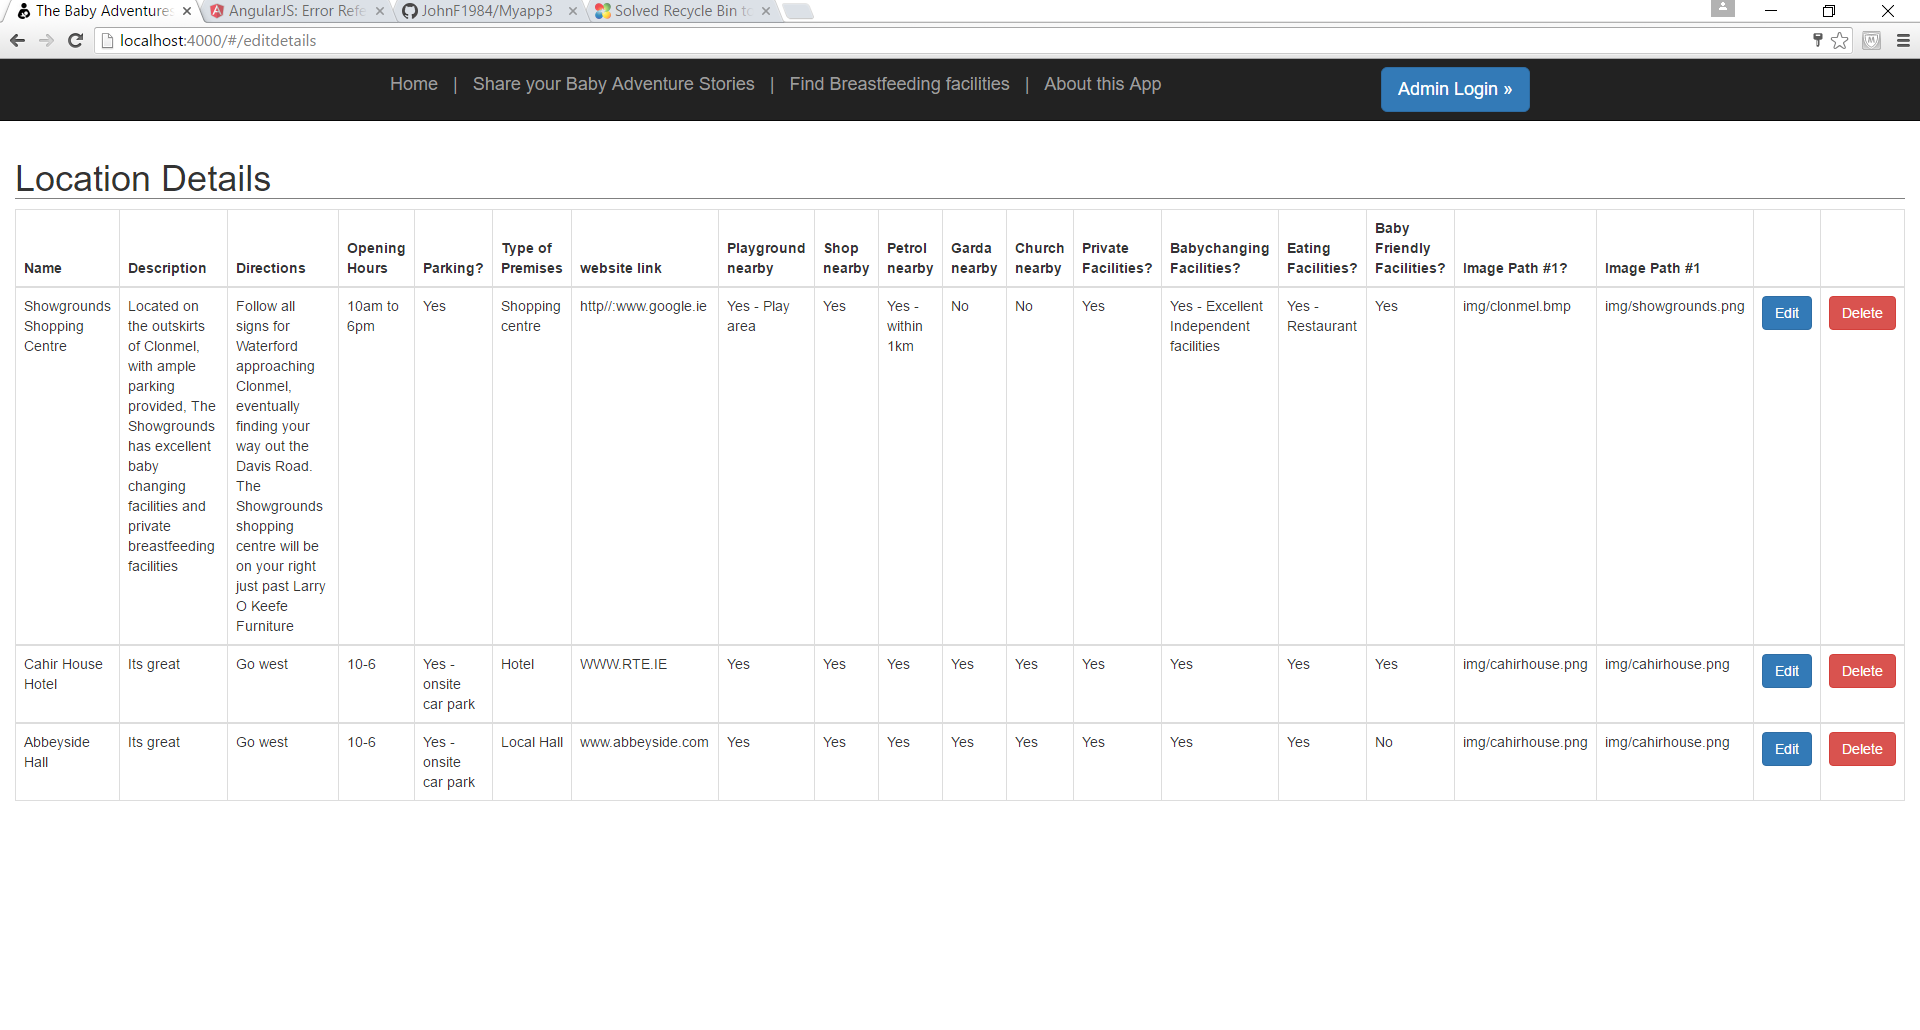 The Baby Adventures
AngularJS: Error Refe
JohnF1984/Myapp3
Solved Recycle Bin to
localhost:4000/#/editdetails
Home | Share your Baby Adventure Stories | Find Breastfeeding facilities | About this App
Admin Login »
Location Details
Name
Description
Directions
Opening
Hours
Parking?
Type of
Premises
website link
Playground
nearby
Shop
nearby
Petrol
nearby
Garda
nearby
Church
nearby
Private
Facilities?
Babychanging
Facilities?
Eating
Facilities?
Baby
Friendly
Facilities?
Image Path #1?
Image Path #1
Showgrounds
Shopping
Centre
Located on
the outskirts
of Clonmel,
with ample
parking
provided, The
Showgrounds
has excellent
baby
changing
facilities and
private
breastfeeding
facilities
Follow all
signs for
Waterford
approaching
Clonmel,
eventually
finding your
way out the
Davis Road.
The
Showgrounds
shopping
centre will be
on your right
just past Larry
O Keefe
Furniture
10am to
6pm
Yes
Shopping
centre
http//:www.google.ie
Yes - Play
area
Yes
Yes -
within
1km
No
No
Yes
Yes - Excellent
Independent
facilities
Yes -
Restaurant
Yes
img/clonmel.bmp
img/showgrounds.png
Edit
Delete
Cahir House
Hotel
Its great
Go west
10-6
Yes -
onsite
car park
Hotel
WWW.RTE.IE
Yes
Yes
Yes
Yes
Yes
Yes
Yes
Yes
Yes
img/cahirhouse.png
img/cahirhouse.png
Edit
Delete
Abbeyside
Hall
Its great
Go west
10-6
Yes -
onsite
car park
Local Hall
www.abbeyside.com
Yes
Yes
Yes
Yes
Yes
Yes
Yes
Yes
No
img/cahirhouse.png
img/cahirhouse.png
Edit
Delete